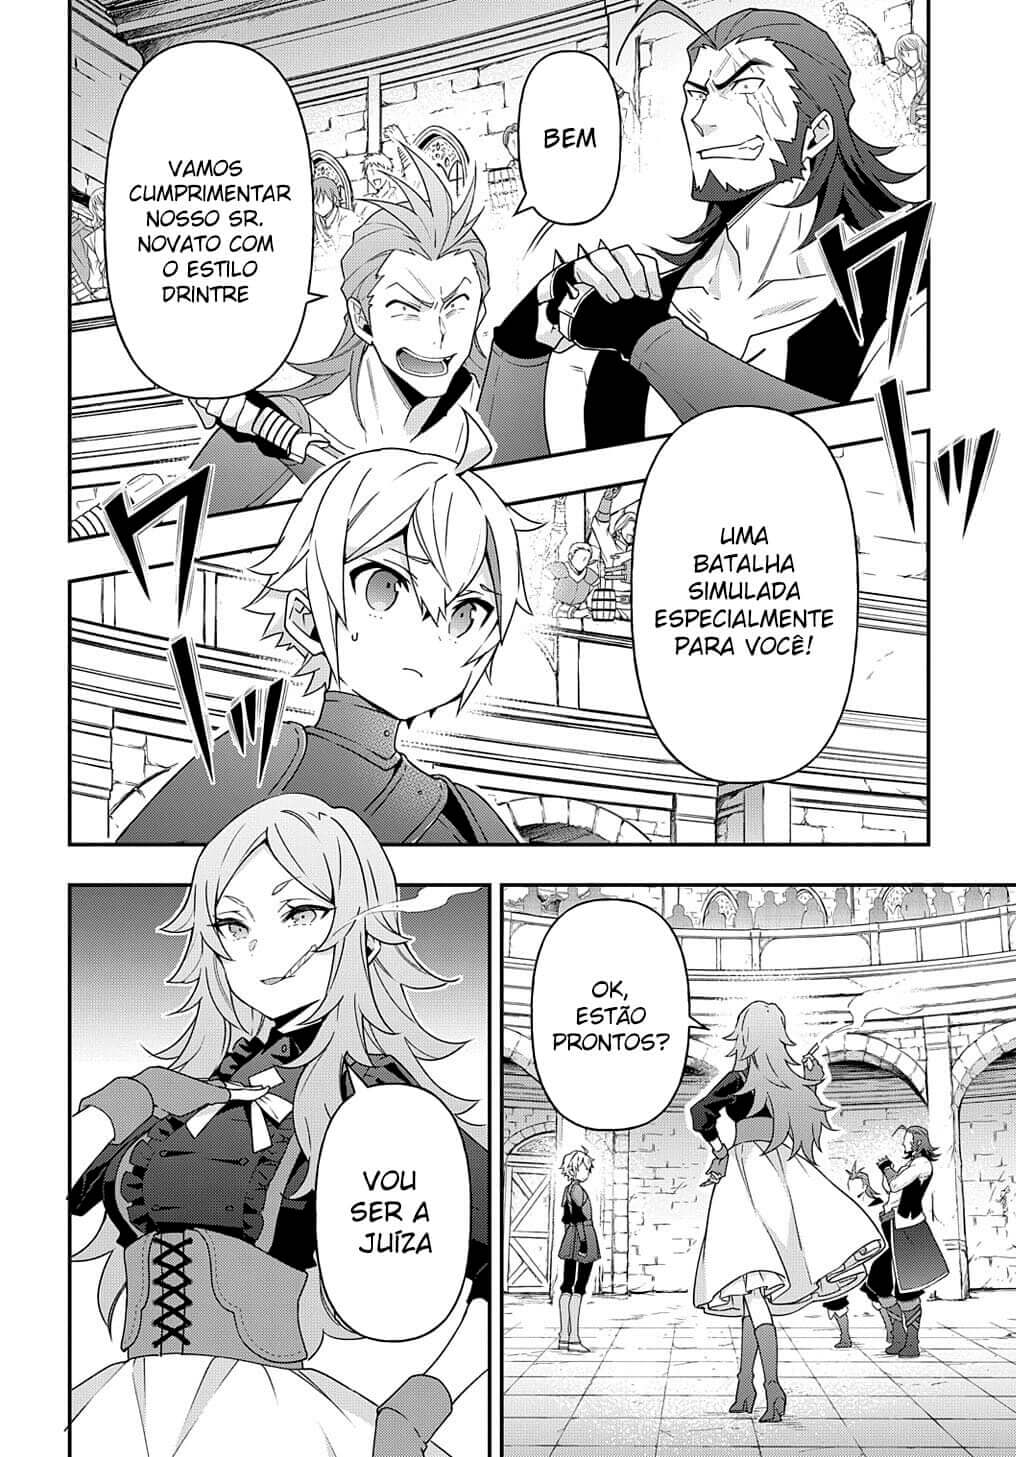 BEM
VAMOS
CUMPRIMENTAR
NOSSO SR.
NOVATO COM
O ESTILO
DRINTRE
UMA
BATALHA
SIMULADA
ESPECIALMENTE
PARA VOCÊ!
OK,
ESTÃO
PRONTOS?
VOU
SER A
JUÍZA